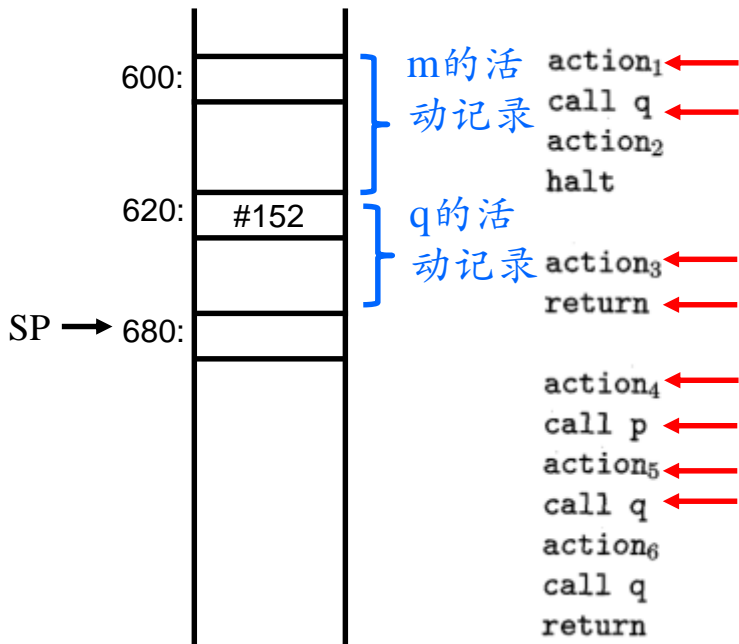 600:
620:
#152
SP
680:
m的活
动记录
q的活
动记录
action₁
call q
action₂
halt
action₃
return
action₄
call p
action₅
call q
action₆
call q
return